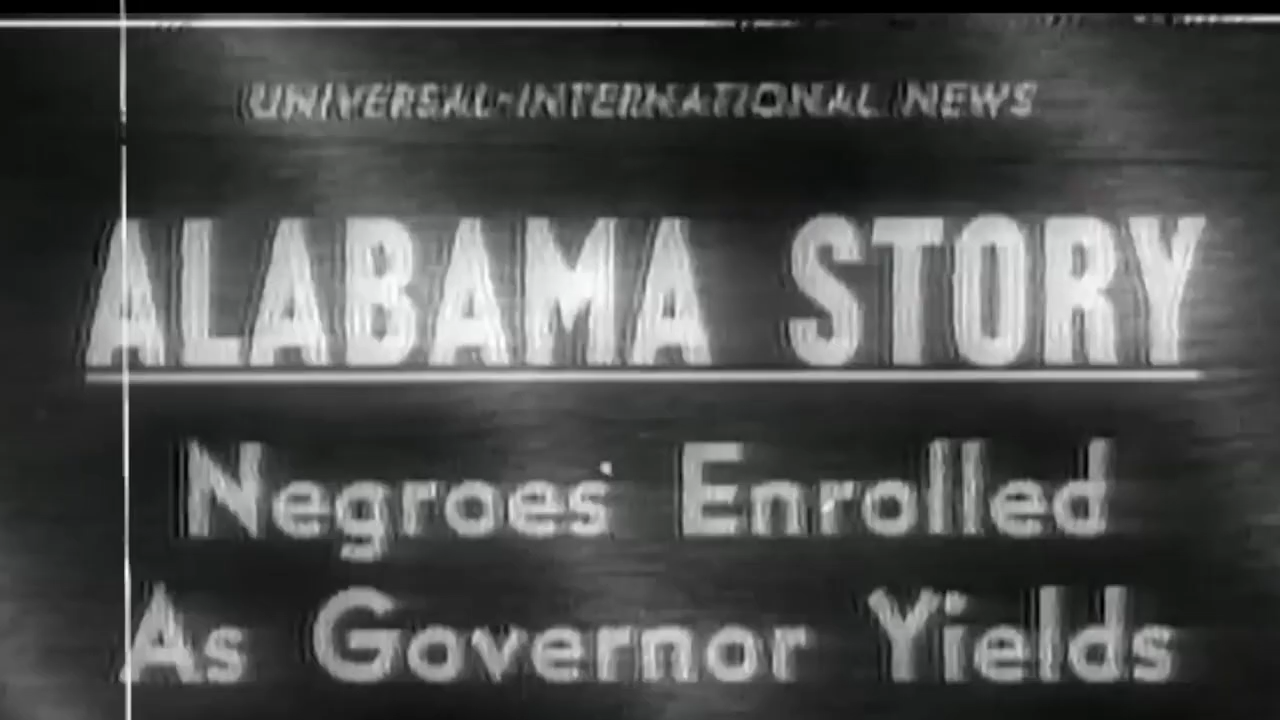 UNIVERSAL-INTERNATIONAL NEWS
ALABAMA STORY
Negroes Enrolled
As Governor Yields